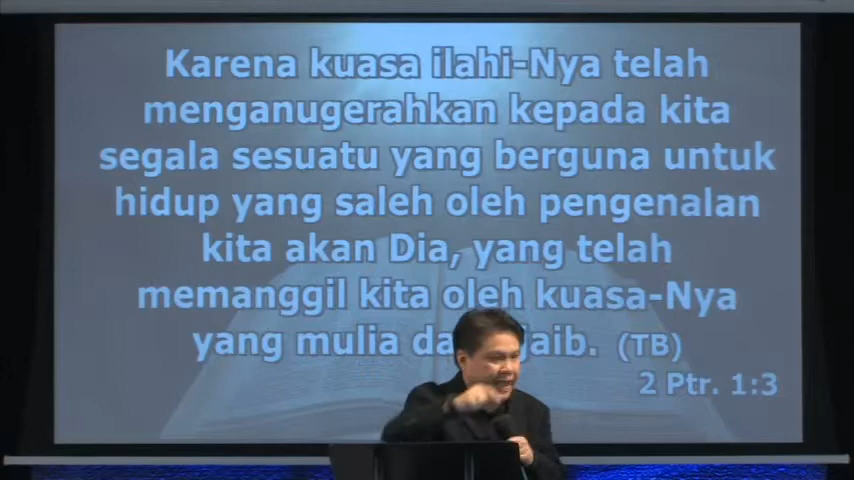 Karena kuasa ilahi-Nya telah
menganugerahkan kepada kita
segala sesuatu yang berguna untuk
hidup yang saleh oleh pengenalan
kita akan Dia, yang telah
memanggil kita oleh kuasa-Nya
yang mulia ajaib. (TB)
2 Ptr. 1:3